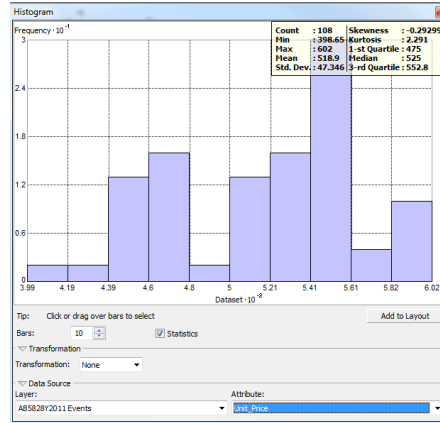 Histogram
Frequency · 10 ⁻¹
Count : 108 Skewness : -0.29299
Min : 398.65 Kurtosis : 2.291
Max : 602 1-st Quartile : 475
Mean : 518.9 Median : 525
Std. Dev. : 47.346 3-rd Quartile : 552.8
3
2.4
1.8
1.2
0.6
0
3.99 4.19 4.39 4.6 4.8 5 5.21 5.41 5.61 5.82 6.02
Dataset · 10 ⁻²
Tip: Click or drag over bars to select Add to Layout
Bars: 10 Statistics
Transformation
Transformation: None
Data Source
Layer: Attribute:
AB5828Y2011 Events Unit_Price